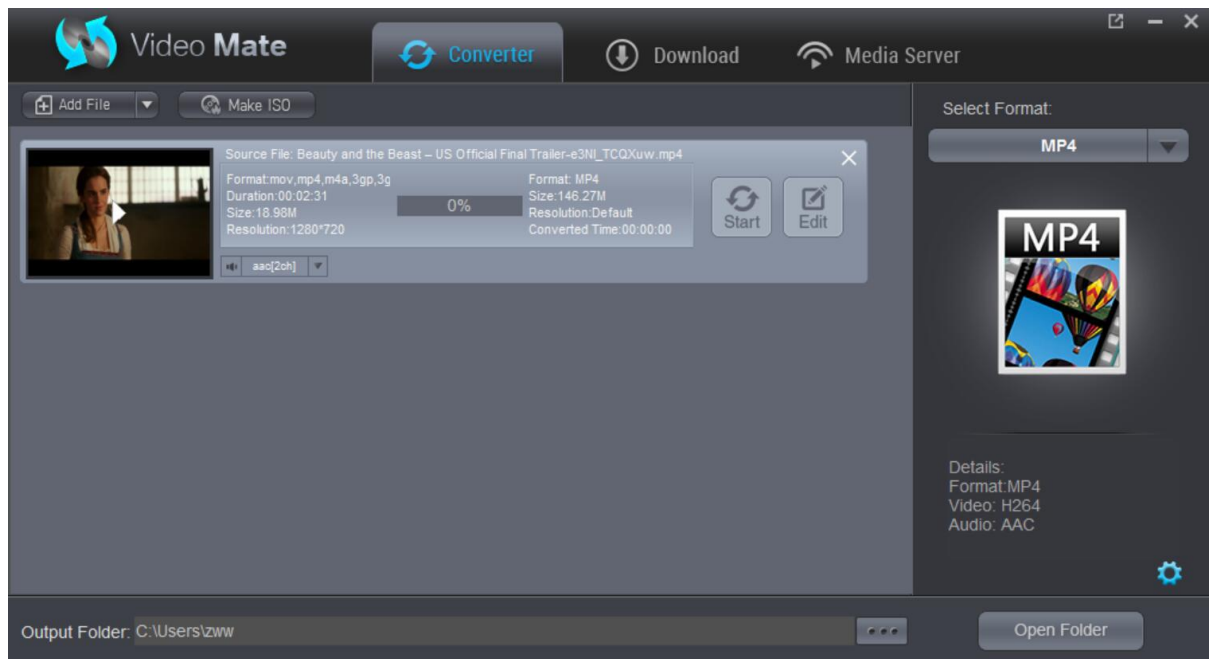 Video Mate
Converter
Download
Media Server
Add File
Make ISO
Select Format:
MP4
Source File: Beauty and the Beast – US Official Final Trailer-e3Nl_TCQXuw.mp4
Format:mov,mp4,m4a,3gp,3g
Duration:00:02:31
Size:18.98M
Resolution:1280*720
0%
Format: MP4
Size:146.27M
Resolution:Default
Converted Time:00:00:00
Start
Edit
aac[2ch]
MP4
Details:
Format:MP4
Video: H264
Audio: AAC
Output Folder: C:\Users\zww
Open Folder